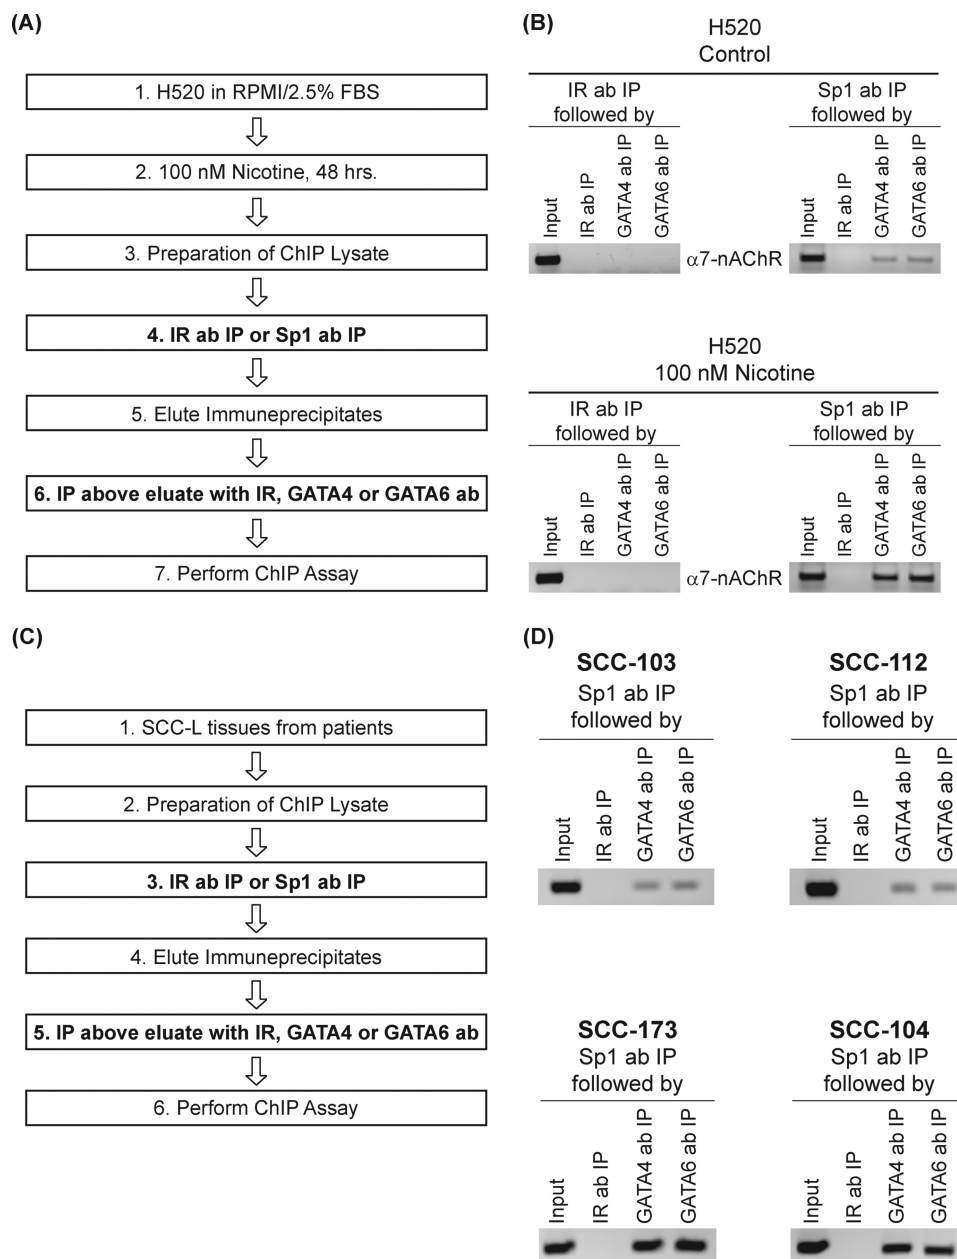 (A)
1. H520 in RPMI/2.5% FBS
2. 100 nM Nicotine, 48 hrs.
3. Preparation of ChIP Lysate
4. IR ab IP or Sp1 ab IP
5. Elute Immuneprecipitates
6. IP above eluate with IR, GATA4 or GATA6 ab
7. Perform ChIP Assay
(B)
H520
Control
IR ab IP
followed by
Input
IR ab IP
GATA4 ab IP
GATA6 ab IP
Sp1 ab IP
followed by
Input
IR ab IP
GATA4 ab IP
GATA6 ab IP
α7-nAChR
H520
100 nM Nicotine
IR ab IP
followed by
Input
IR ab IP
GATA4 ab IP
GATA6 ab IP
Sp1 ab IP
followed by
Input
IR ab IP
GATA4 ab IP
GATA6 ab IP
α7-nAChR
(C)
1. SCC-L tissues from patients
2. Preparation of ChIP Lysate
3. IR ab IP or Sp1 ab IP
4. Elute Immuneprecipitates
5. IP above eluate with IR, GATA4 or GATA6 ab
6. Perform ChIP Assay
(D)
SCC-103
Sp1 ab IP
followed by
Input
IR ab IP
GATA4 ab IP
GATA6 ab IP
SCC-112
Sp1 ab IP
followed by
Input
IR ab IP
GATA4 ab IP
GATA6 ab IP
SCC-173
Sp1 ab IP
followed by
Input
IR ab IP
GATA4 ab IP
GATA6 ab IP
SCC-104
Sp1 ab IP
followed by
Input
IR ab IP
GATA4 ab IP
GATA6 ab IP